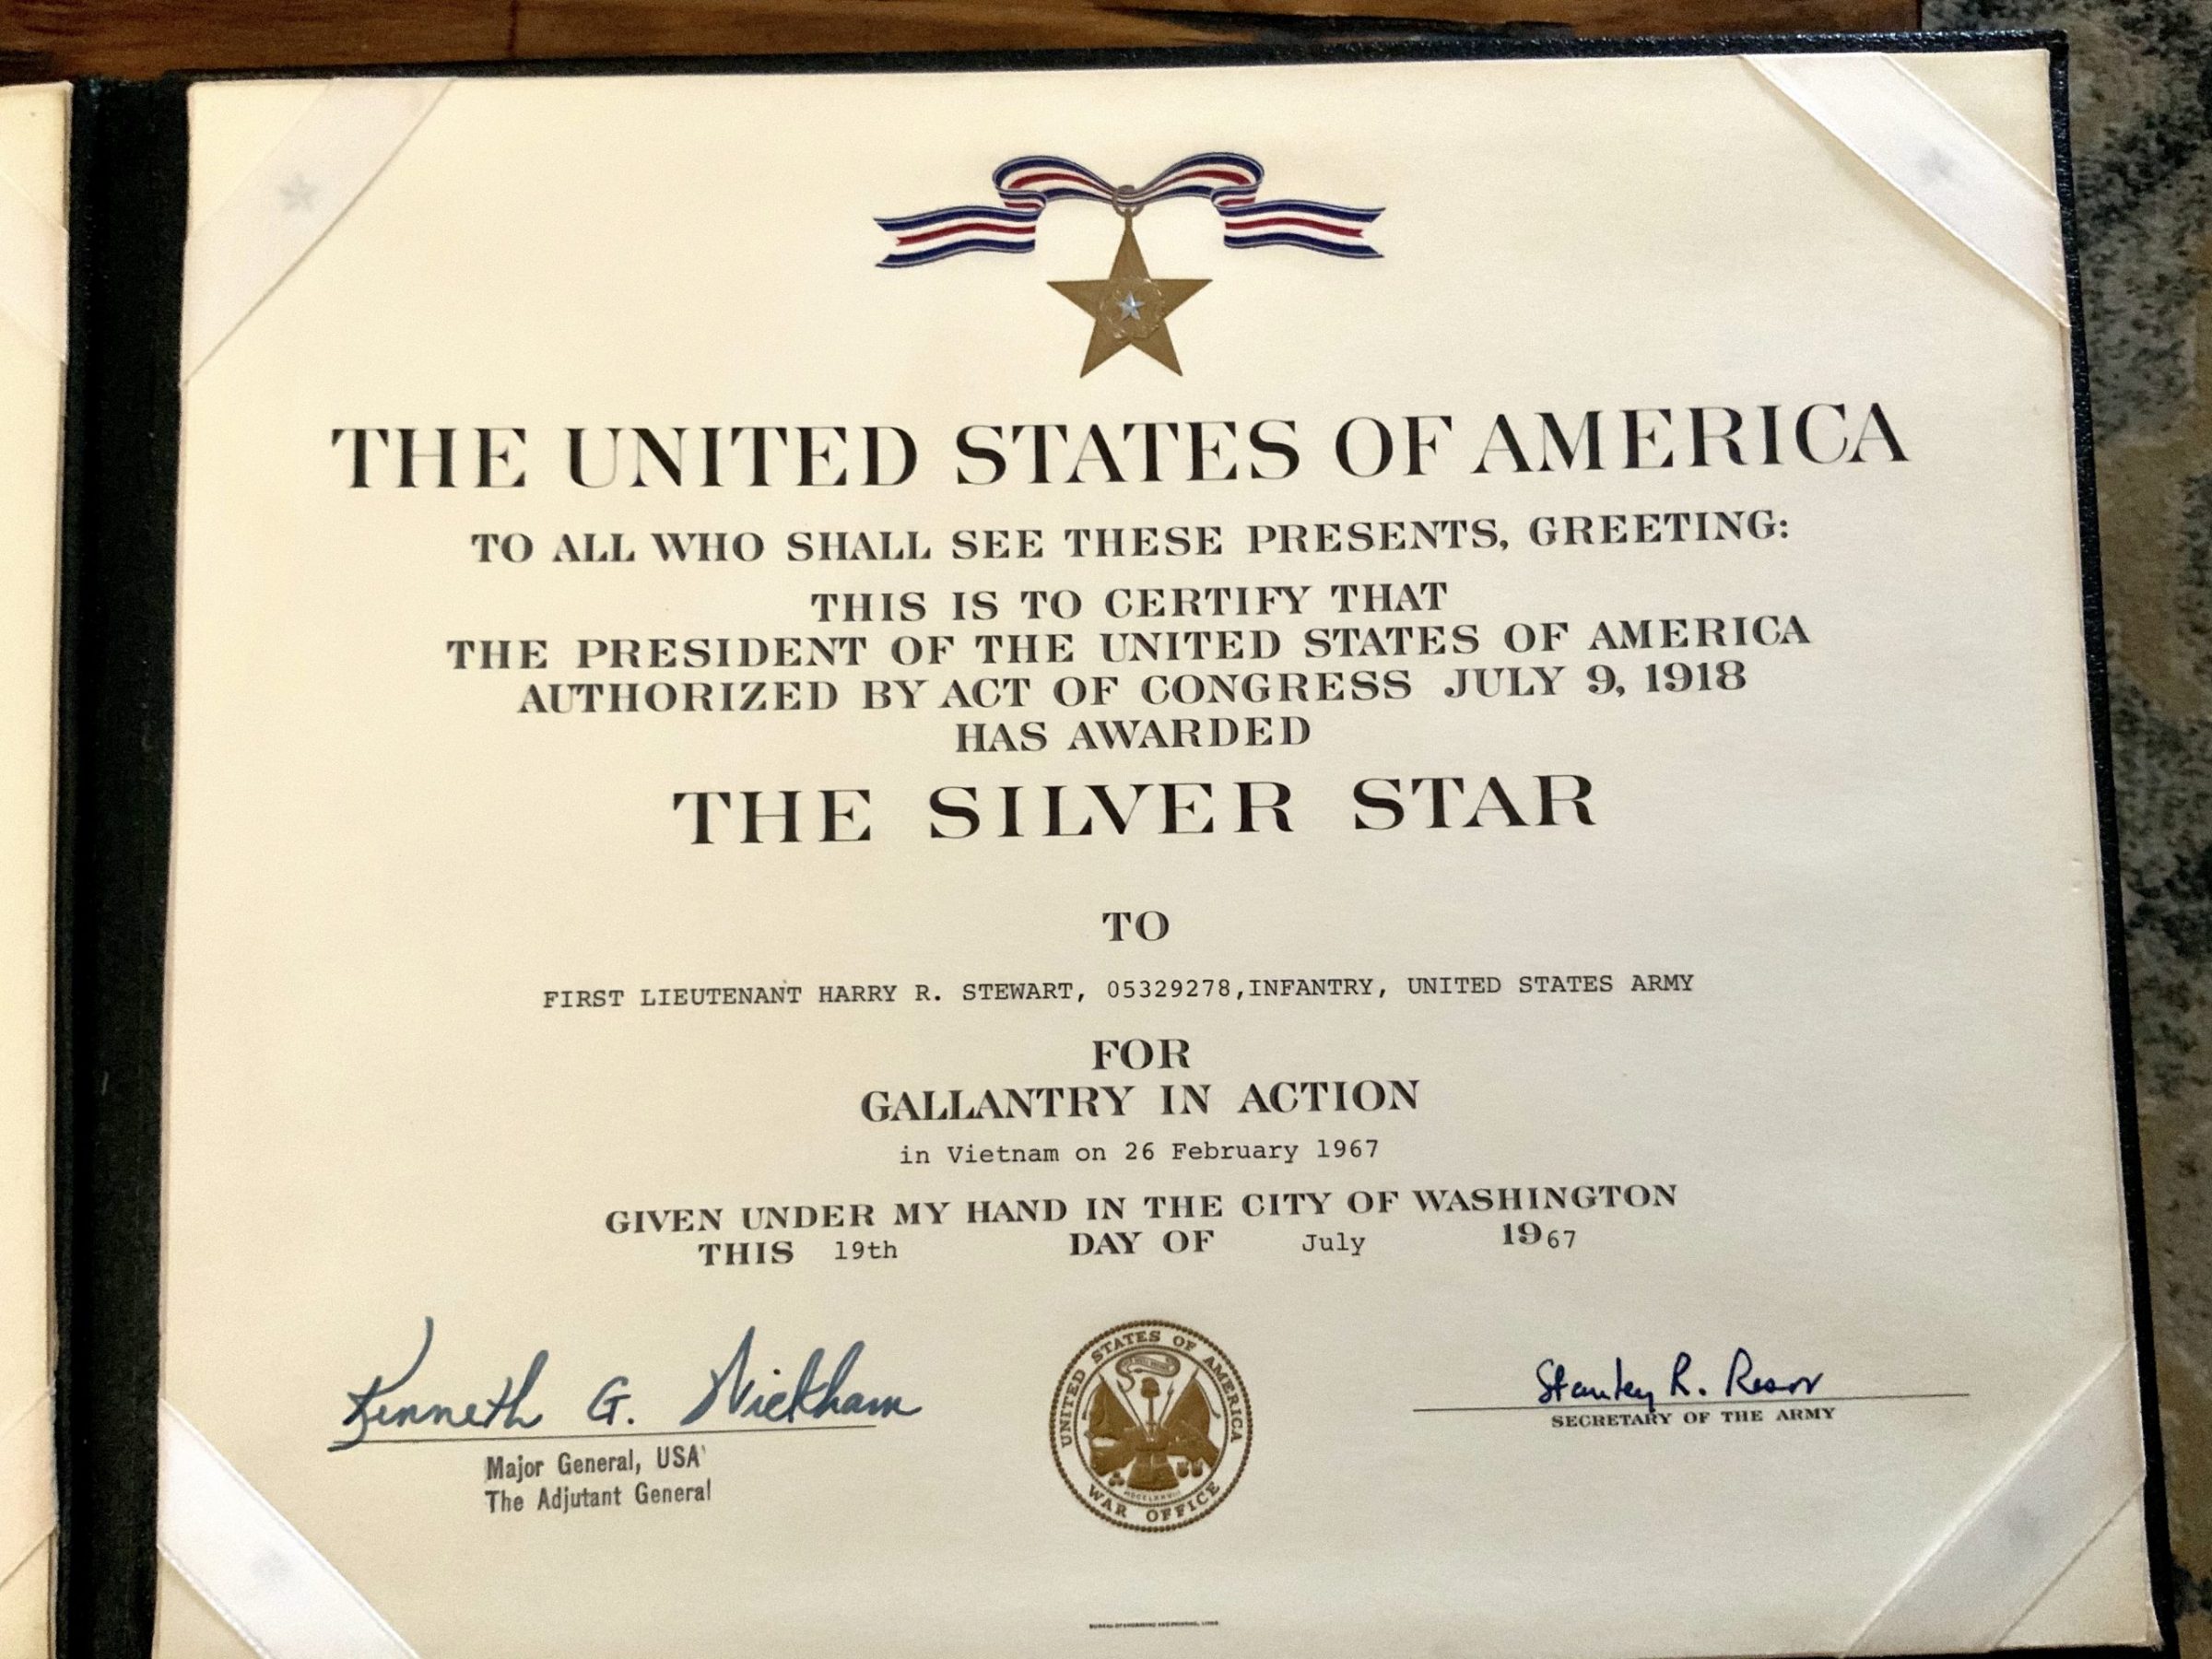 THE UNITED STATES OF AMERICA
TO ALL WHO SHALL SEE THESE PRESENTS, GREETING:
THIS IS TO CERTIFY THAT
THE PRESIDENT OF THE UNITED STATES OF AMERICA
AUTHORIZED BY ACT OF CONGRESS JULY 9, 1918
HAS AWARDED
THE SILVER STAR
TO
FIRST LIEUTENANT HARRY R. STEWART, 05329278,INFANTRY, UNITED STATES ARMY
FOR
GALLANTRY IN ACTION
in Vietnam on 26 February 1967
GIVEN UNDER MY HAND IN THE CITY OF WASHINGTON
THIS 19th DAY OF July 1967
Kenneth G. Wickham
Major General, USA
The Adjutant General
UNITED STATES OF AMERICA
WAR OFFICE
Stanley R. Resor
SECRETARY OF THE ARMY